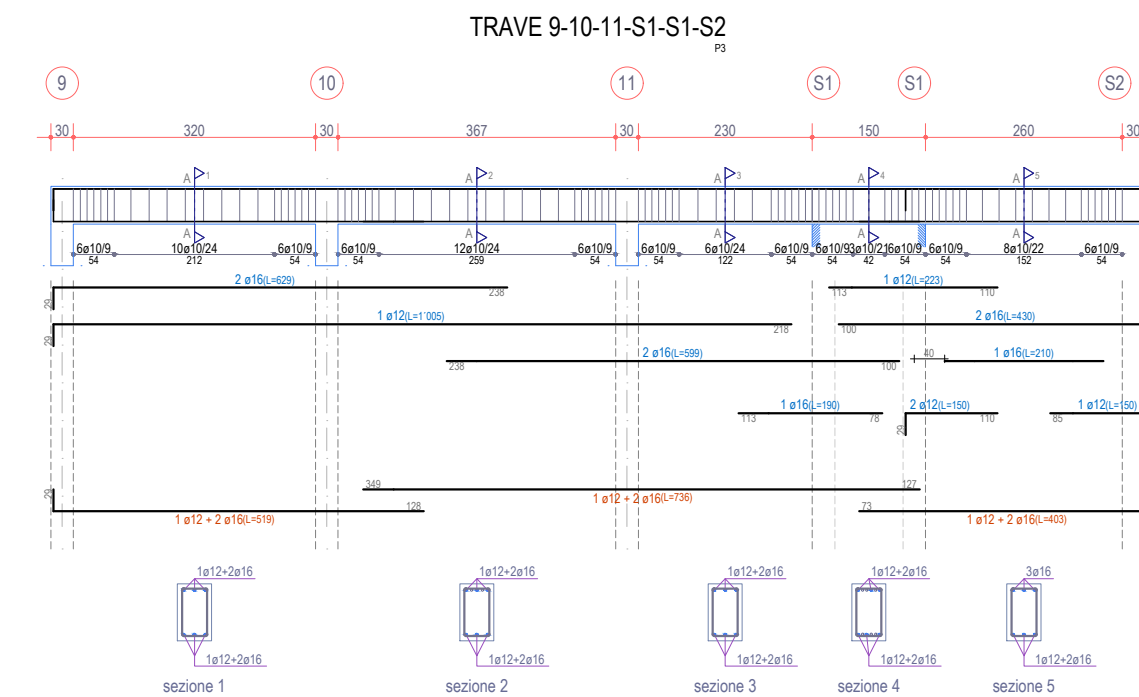 TRAVE 9-10-11-S1-S1-S2
P3
9 10 11 S1 S1 S2
30 320 30 367 30 230 150 260 30
A 1 A 2 A 3 A 4 A 5
A A A A A
6ø10/9 10ø10/24 6ø10/9 6ø10/9 12ø10/24 6ø10/9 6ø10/9 6ø10/24 6ø10/9 6ø10/9 3ø10/21 6ø10/9 6ø10/9 8ø10/22 6ø10/9
54 212 54 54 259 54 54 122 54 54 42 54 54 152 54
2 ø16(L=629) 1 ø12(L=223)
29 238 113 110
1 ø12(L=1'005) 2 ø16(L=430)
29 218 100
2 ø16(L=599) 40 1 ø16(L=210)
238 100
1 ø16(L=190) 2 ø12(L=150) 1 ø12(L=150)
113 78 29 110 85
349 127
29 1 ø12 + 2 ø16(L=736)
128 73
1 ø12 + 2 ø16(L=519) 1 ø12 + 2 ø16(L=403)
1ø12+2ø16 1ø12+2ø16 1ø12+2ø16 1ø12+2ø16 3ø16
1ø12+2ø16 1ø12+2ø16 1ø12+2ø16 1ø12+2ø16 1ø12+2ø16
sezione 1 sezione 2 sezione 3 sezione 4 sezione 5